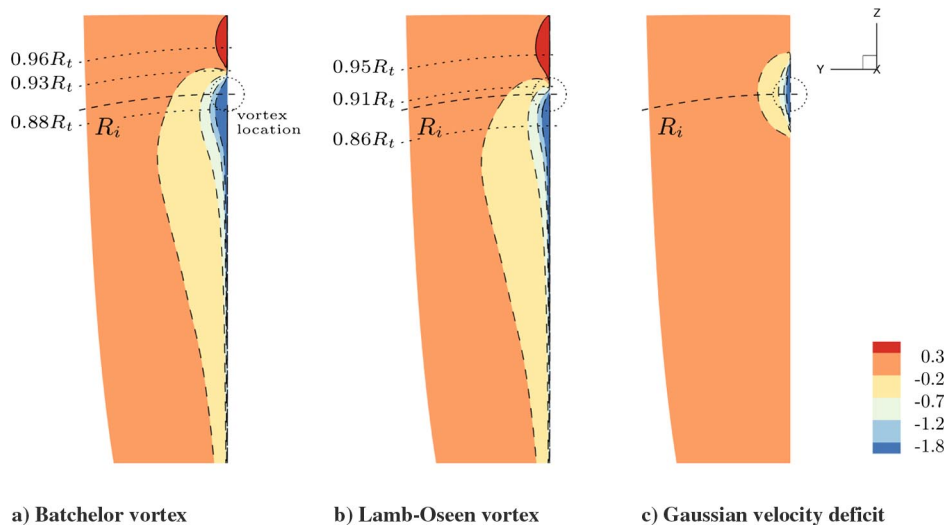 0.96R_t
0.93R_t
0.88R_t
R_i
vortex
location
0.95R_t
0.91R_t
0.86R_t
R_i
R_i
Z
Y
X
0.3
-0.2
-0.7
-1.2
-1.8
a) Batchelor vortex
b) Lamb-Oseen vortex
c) Gaussian velocity deficit